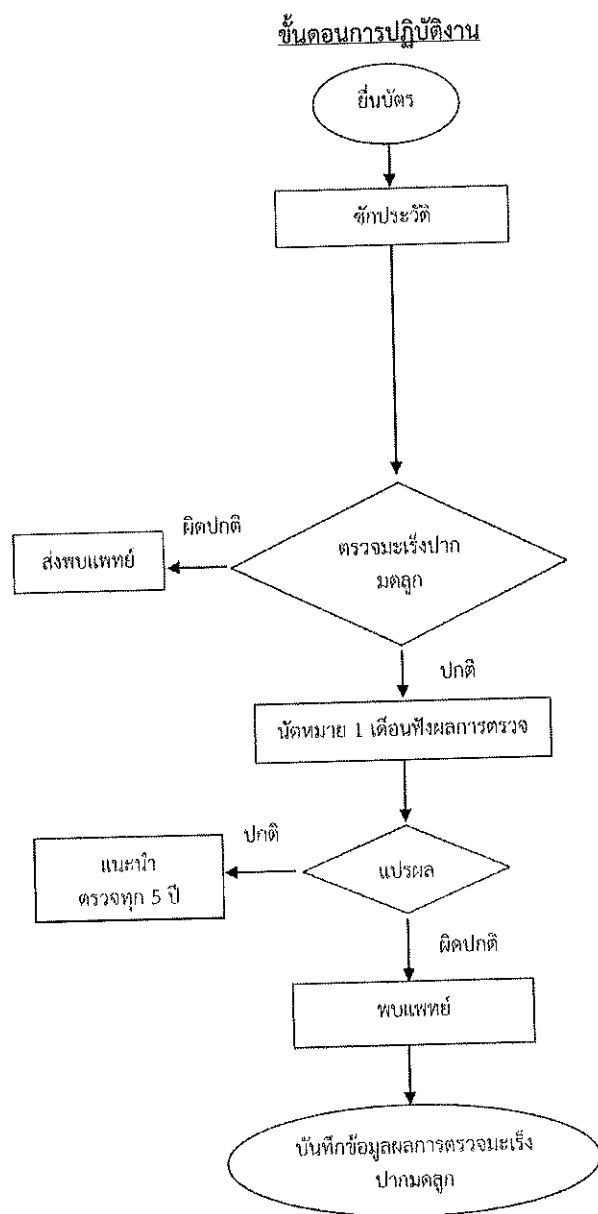 ขั้นตอนการปฏิบัติงาน
ยื่นบัตร
ซักประวัติ
ผิดปกติ
ส่งพบแพทย์
ตรวจมะเร็งปาก
มดลูก
ปกติ
นัดหมาย 1 เดือนฟังผลการตรวจ
ปกติ
แนะนำ
ตรวจทุก 5 ปี
แปรผล
ผิดปกติ
พบแพทย์
บันทึกข้อมูลผลการตรวจมะเร็ง
ปากมดลูก